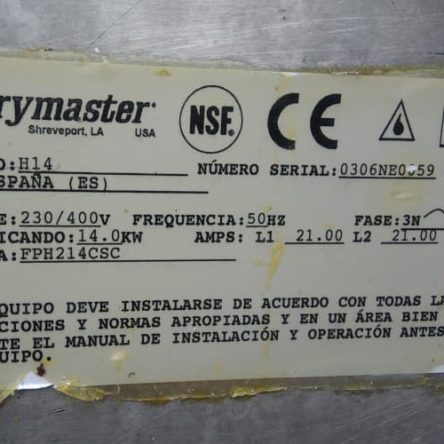 rymaster
Shreveport, LA USA
NSF
CE
O:H14
NÚMERO SERIAL:0306NE0059
SPAÑA (ES)
E:230/400V FREQUENCIA:50HZ FASE:3N
ICANDO:14.0KW AMPS: L1 21.00 L2 21.00
A:FPH214CSC
QUIPO DEVE INSTALARSE DE ACUERDO CON TODAS LA
CIONES Y NORMAS APROPIADAS Y EN UN ÁREA BIEN
TE EL MANUAL DE INSTALACIÓN Y OPERACIÓN ANTES
QUIPO.